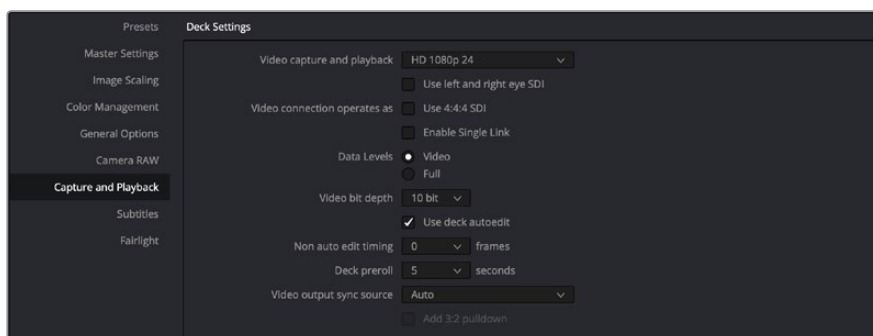 Presets
Master Settings
Image Scaling
Color Management
General Options
Camera RAW
Capture and Playback
Subtitles
Fairlight
Deck Settings
Video capture and playback HD 1080p 24
Use left and right eye SDI
Video connection operates as Use 4:4:4 SDI
Enable Single Link
Data Levels Video
Full
Video bit depth 10 bit
Use deck autoedit
Non auto edit timing 0 frames
Deck preroll 5 seconds
Video output sync source Auto
Add 3:2 pulldown